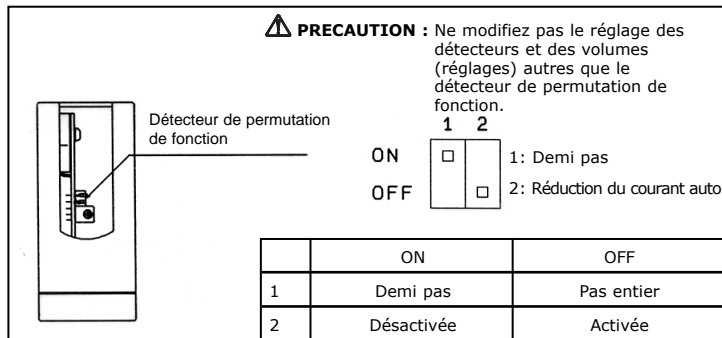 PRECAUTION : Ne modifiez pas le réglage des
détecteurs et des volumes
(réglages) autres que le
détecteur de permutation de
fonction.
Détecteur de permutation
de fonction
1 2
ON
OFF
1: Demi pas
2: Réduction du courant auto
ON OFF
1 Demi pas Pas entier
2 Désactivée Activée